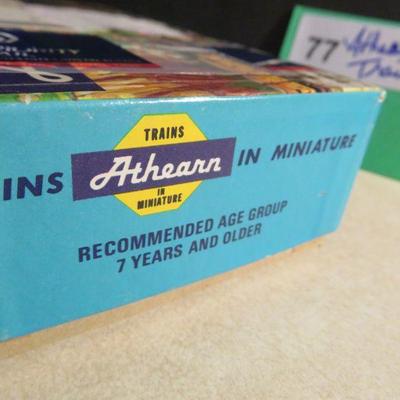 77
TRAINS
INS Athearn IN MINIATURE
IN
MINIATURE
RECOMMENDED AGE GROUP
7 YEARS AND OLDER